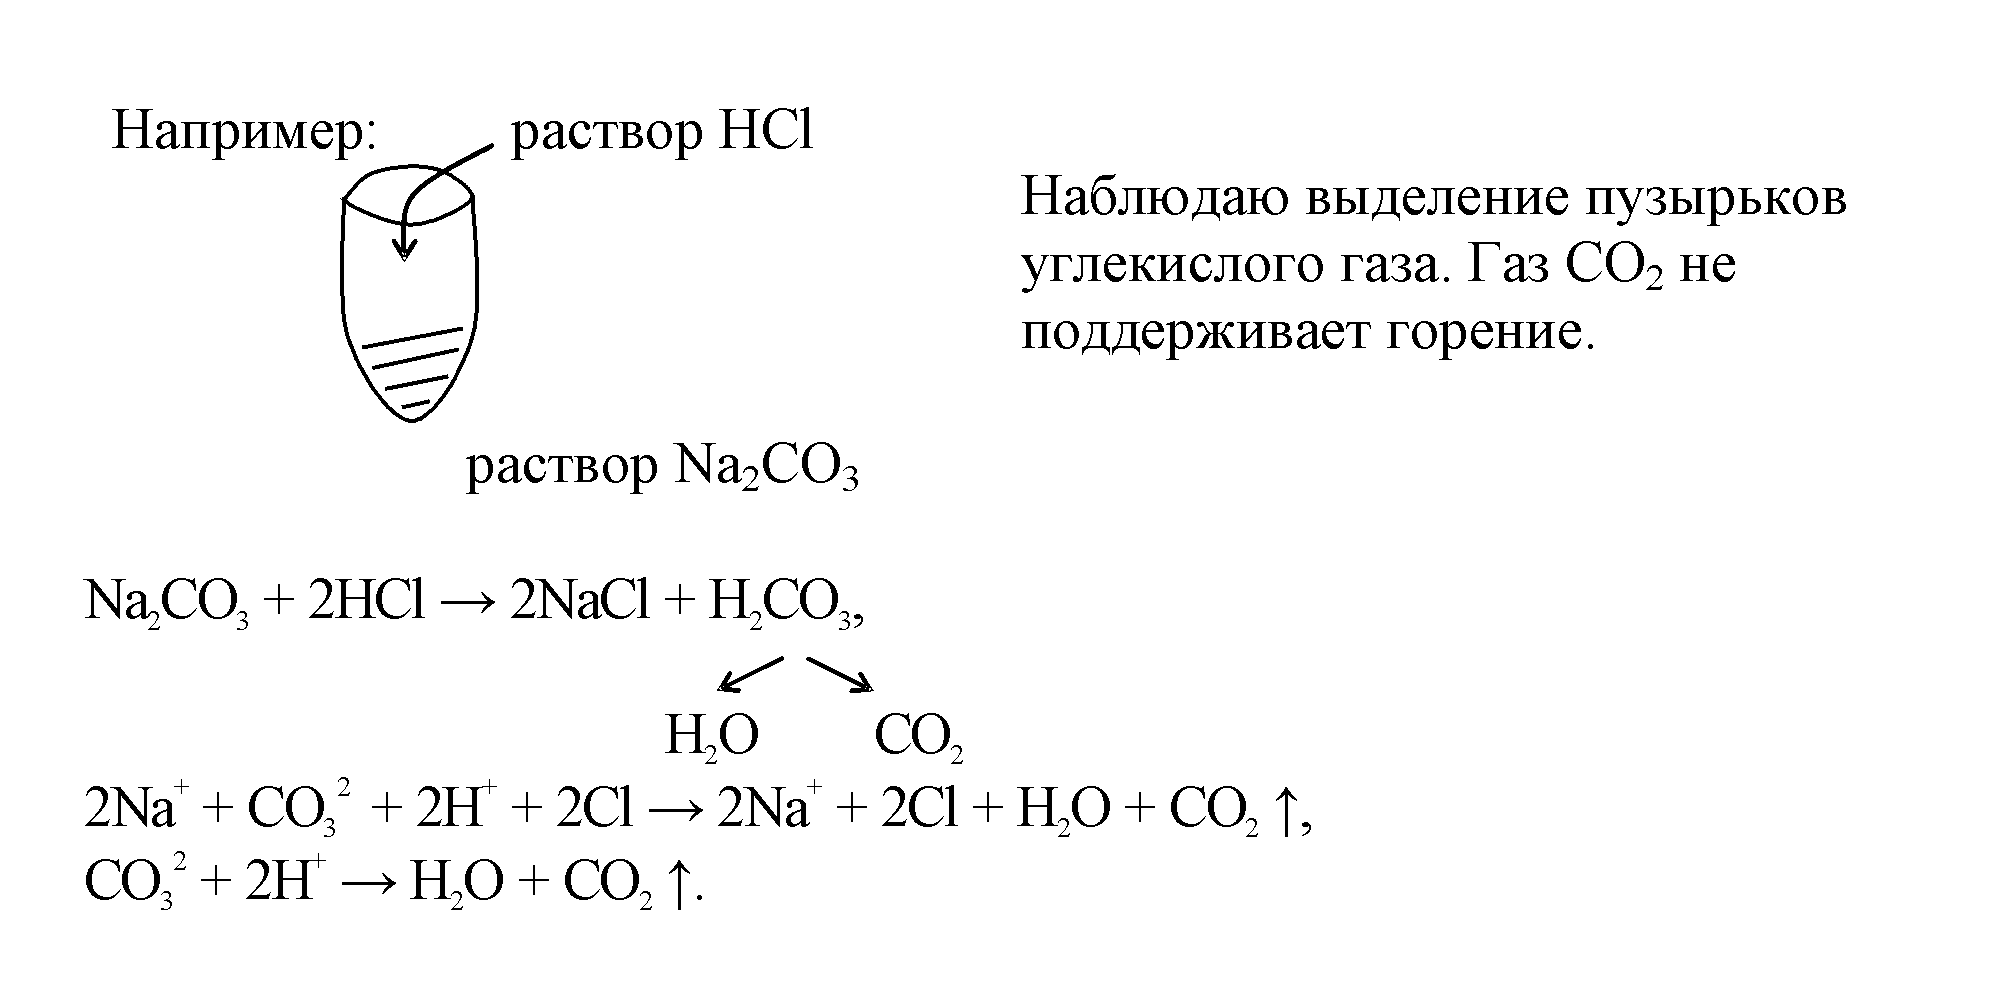 Например:
раствор HCl
Наблюдаю выделение пузырьков
углекислого газа. Газ CO₂ не
поддерживает горение.
раствор Na₂CO₃
Na₂CO₃ + 2HCl → 2NaCl + H₂CO₃,
H₂O CO₂
2Na⁺ + CO₃² + 2H⁺ + 2Cl → 2Na⁺ + 2Cl + H₂O + CO₂ ↑,
CO₃² + 2H⁺ → H₂O + CO₂ ↑.